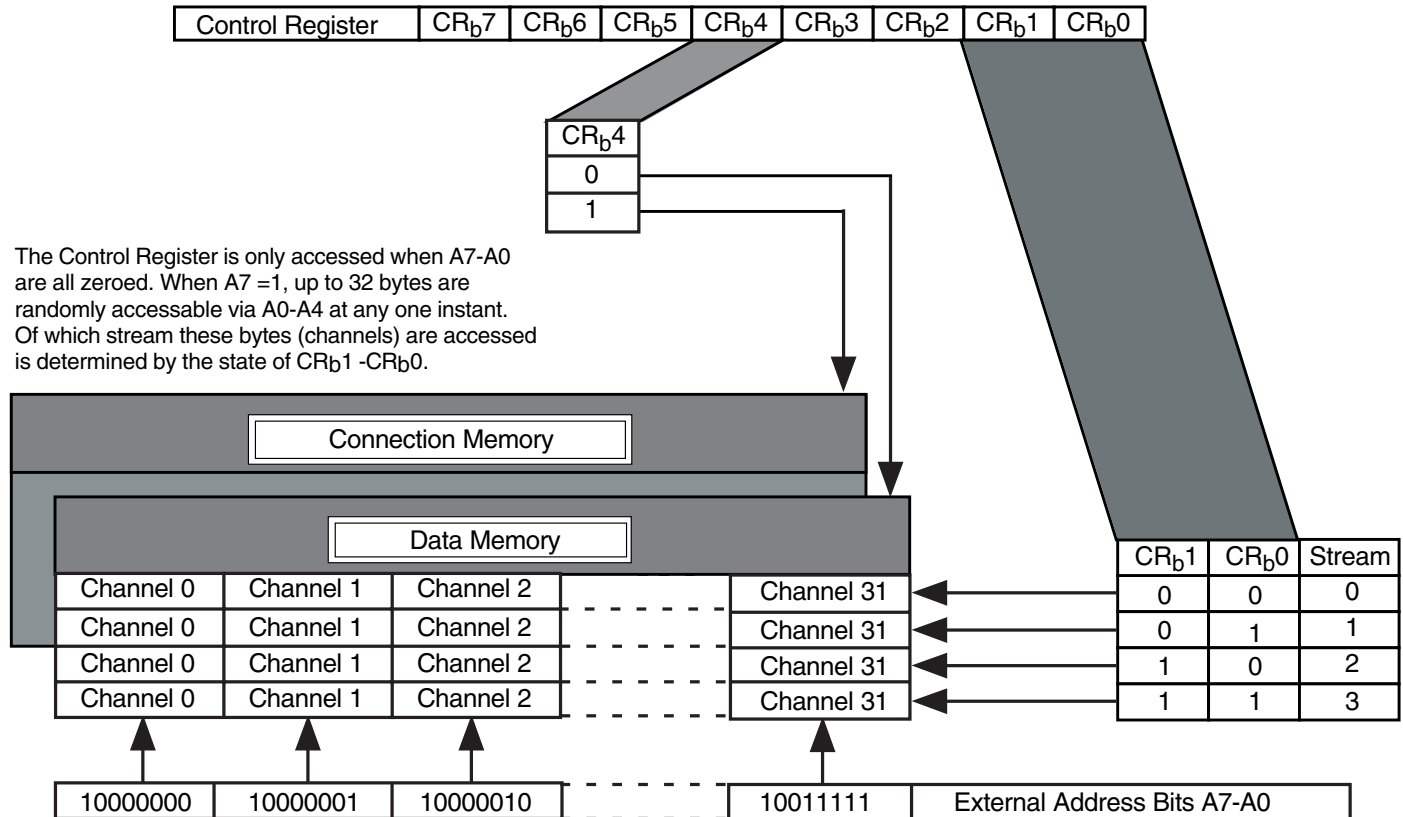 Control Register CRb7 CRb6 CRb5 CRb4 CRb3 CRb2 CRb1 CRb0
CRb4
0
1
The Control Register is only accessed when A7-A0
are all zeroed. When A7 =1, up to 32 bytes are
randomly accessable via A0-A4 at any one instant.
Of which stream these bytes (channels) are accessed
is determined by the state of CRb1 -CRb0.
Connection Memory
Data Memory
CRb1 CRb0 Stream
Channel 0 Channel 1 Channel 2 Channel 31 0 0 0
Channel 0 Channel 1 Channel 2 Channel 31 0 1 1
Channel 0 Channel 1 Channel 2 Channel 31 1 0 2
Channel 0 Channel 1 Channel 2 Channel 31 1 1 3
10000000 10000001 10000010 10011111 External Address Bits A7-A0